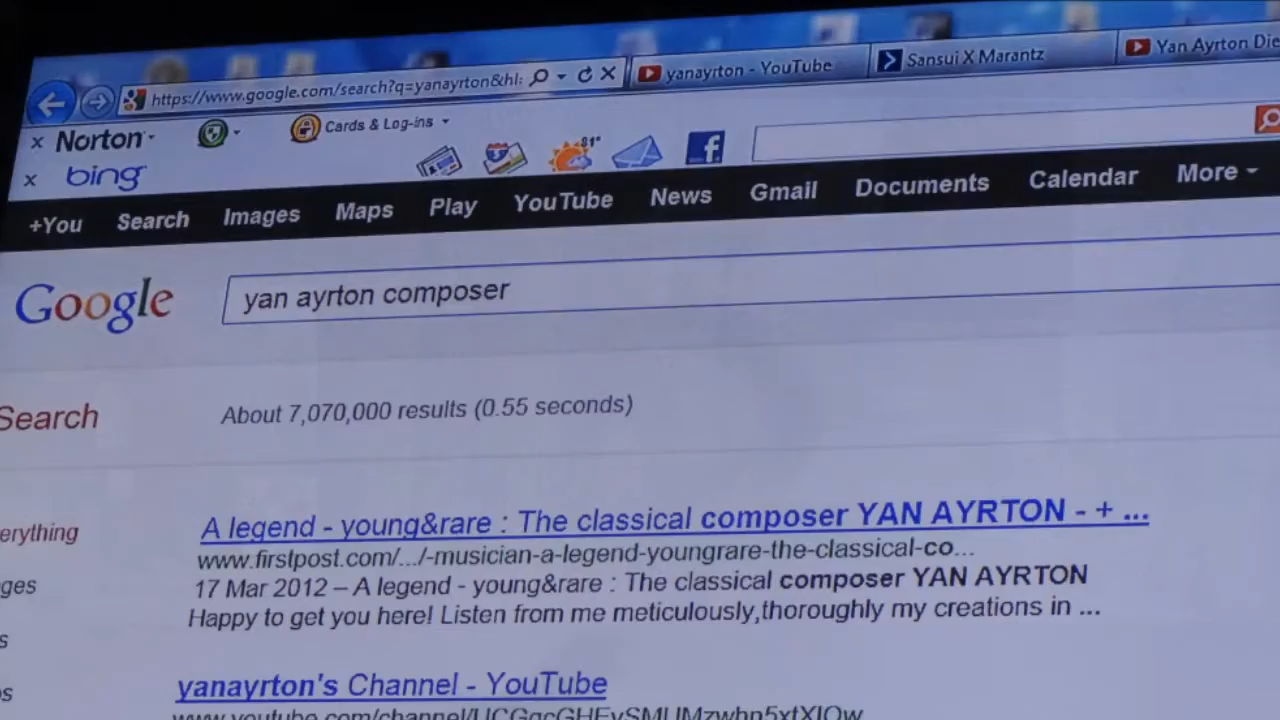 https://www.google.com/search?q=yanayrton&hl:
yanayrton - YouTube
Sansui X Marantz
Yan Ayrton Die
x Norton
Cards & Log-ins
81°
x bing
+You Search Images Maps Play YouTube News Gmail Documents Calendar More
Google
yan ayrton composer
Search
About 7,070,000 results (0.55 seconds)
erything
A legend - young&rare : The classical composer YAN AYRTON - + ...
www.firstpost.com/.../-musician-a-legend-youngrare-the-classical-co...
ges
17 Mar 2012 – A legend - young&rare : The classical composer YAN AYRTON
Happy to get you here! Listen from me meticulously,thoroughly my creations in ...
s
yanayrton's Channel - YouTube
os